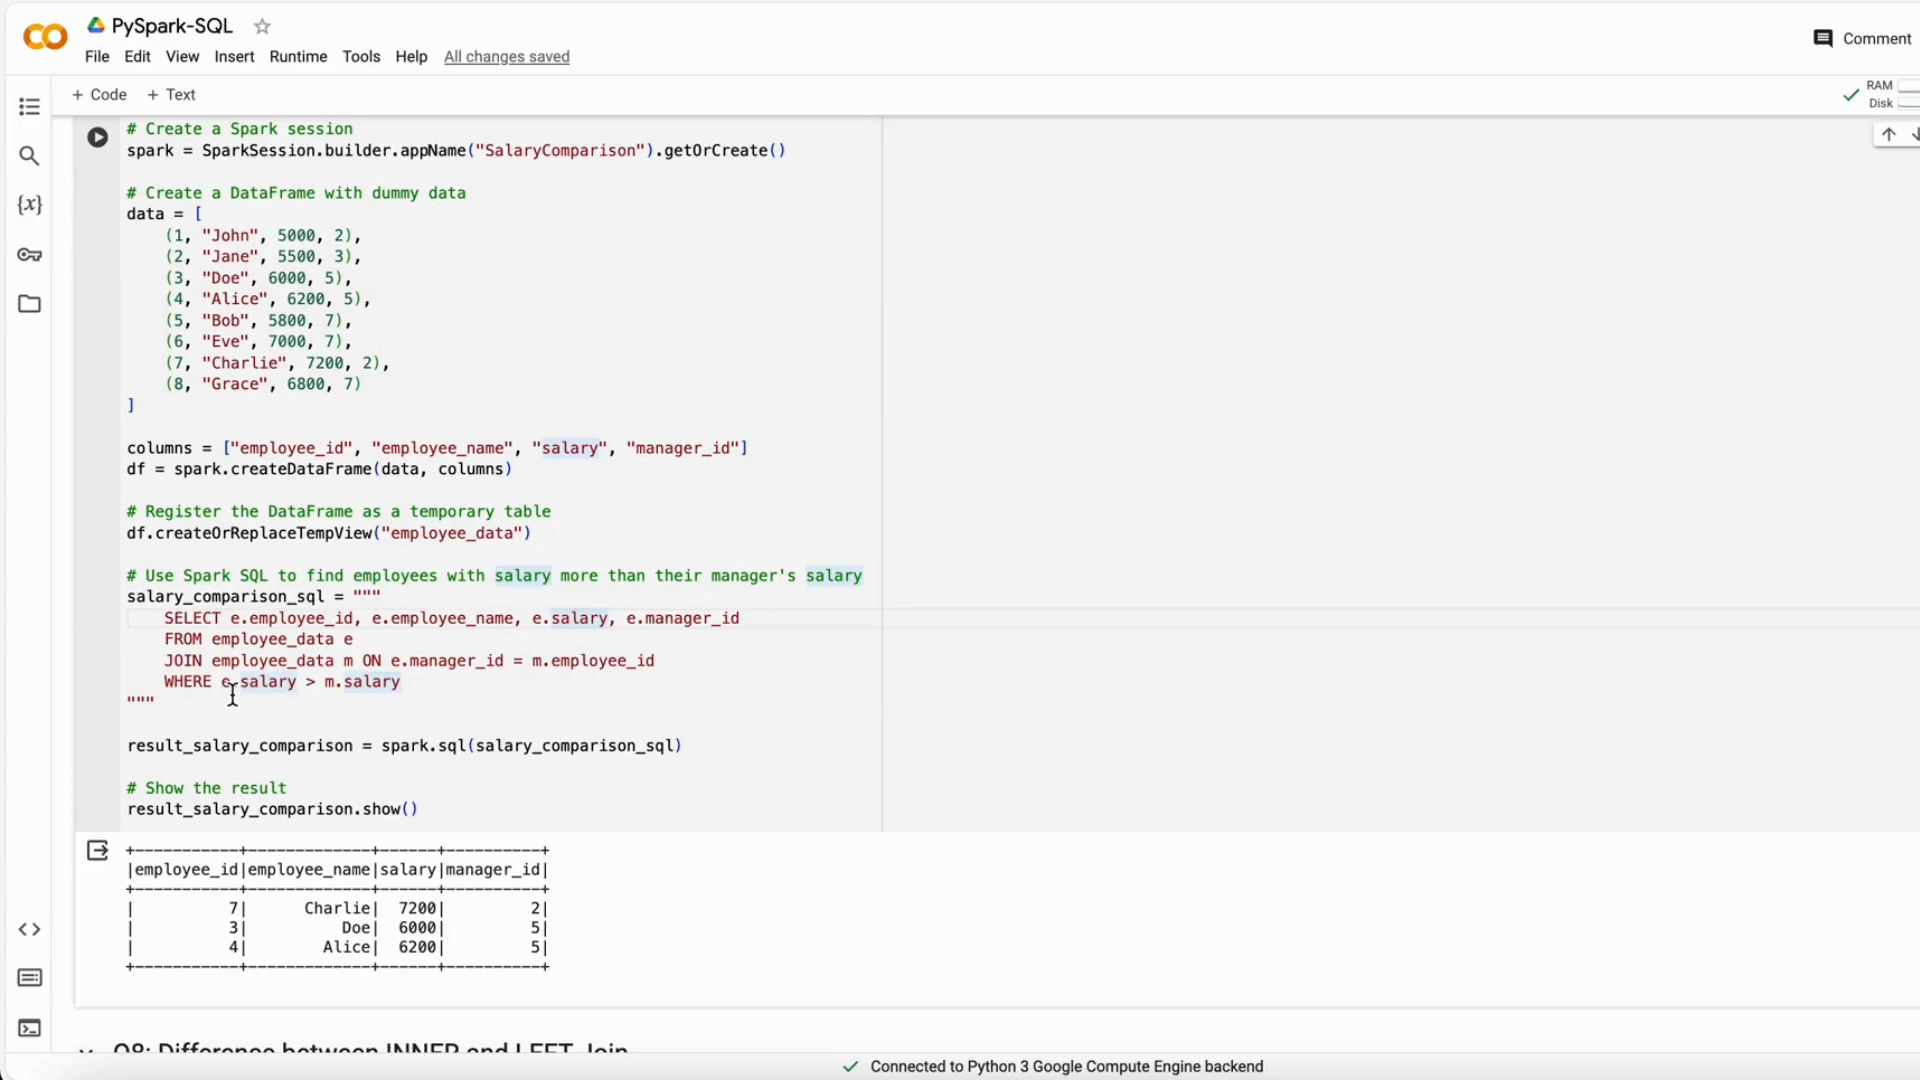 PySpark-SQL
File Edit View Insert Runtime Tools Help All changes saved
Comment
+ Code + Text
RAM
Disk
# Create a Spark session
spark = SparkSession.builder.appName("SalaryComparison").getOrCreate()
# Create a DataFrame with dummy data
data = [
(1, "John", 5000, 2),
(2, "Jane", 5500, 3),
(3, "Doe", 6000, 5),
(4, "Alice", 6200, 5),
(5, "Bob", 5800, 7),
(6, "Eve", 7000, 7),
(7, "Charlie", 7200, 2),
(8, "Grace", 6800, 7)
]
columns = ["employee_id", "employee_name", "salary", "manager_id"]
df = spark.createDataFrame(data, columns)
# Register the DataFrame as a temporary table
df.createOrReplaceTempView("employee_data")
# Use Spark SQL to find employees with salary more than their manager's salary
salary_comparison_sql = """
SELECT e.employee_id, e.employee_name, e.salary, e.manager_id
FROM employee_data e
JOIN employee_data m ON e.manager_id = m.employee_id
WHERE e.salary > m.salary
"""
result_salary_comparison = spark.sql(salary_comparison_sql)
# Show the result
result_salary_comparison.show()
+-----------+-------------+------+----------+
|employee_id|employee_name|salary|manager_id|
+-----------+-------------+------+----------+
|          7|      Charlie|  7200|         2|
|          3|          Doe|  6000|         5|
|          4|        Alice|  6200|         5|
+-----------+-------------+------+----------+
Q8: Difference between INNER and LEFT Join
Connected to Python 3 Google Compute Engine backend